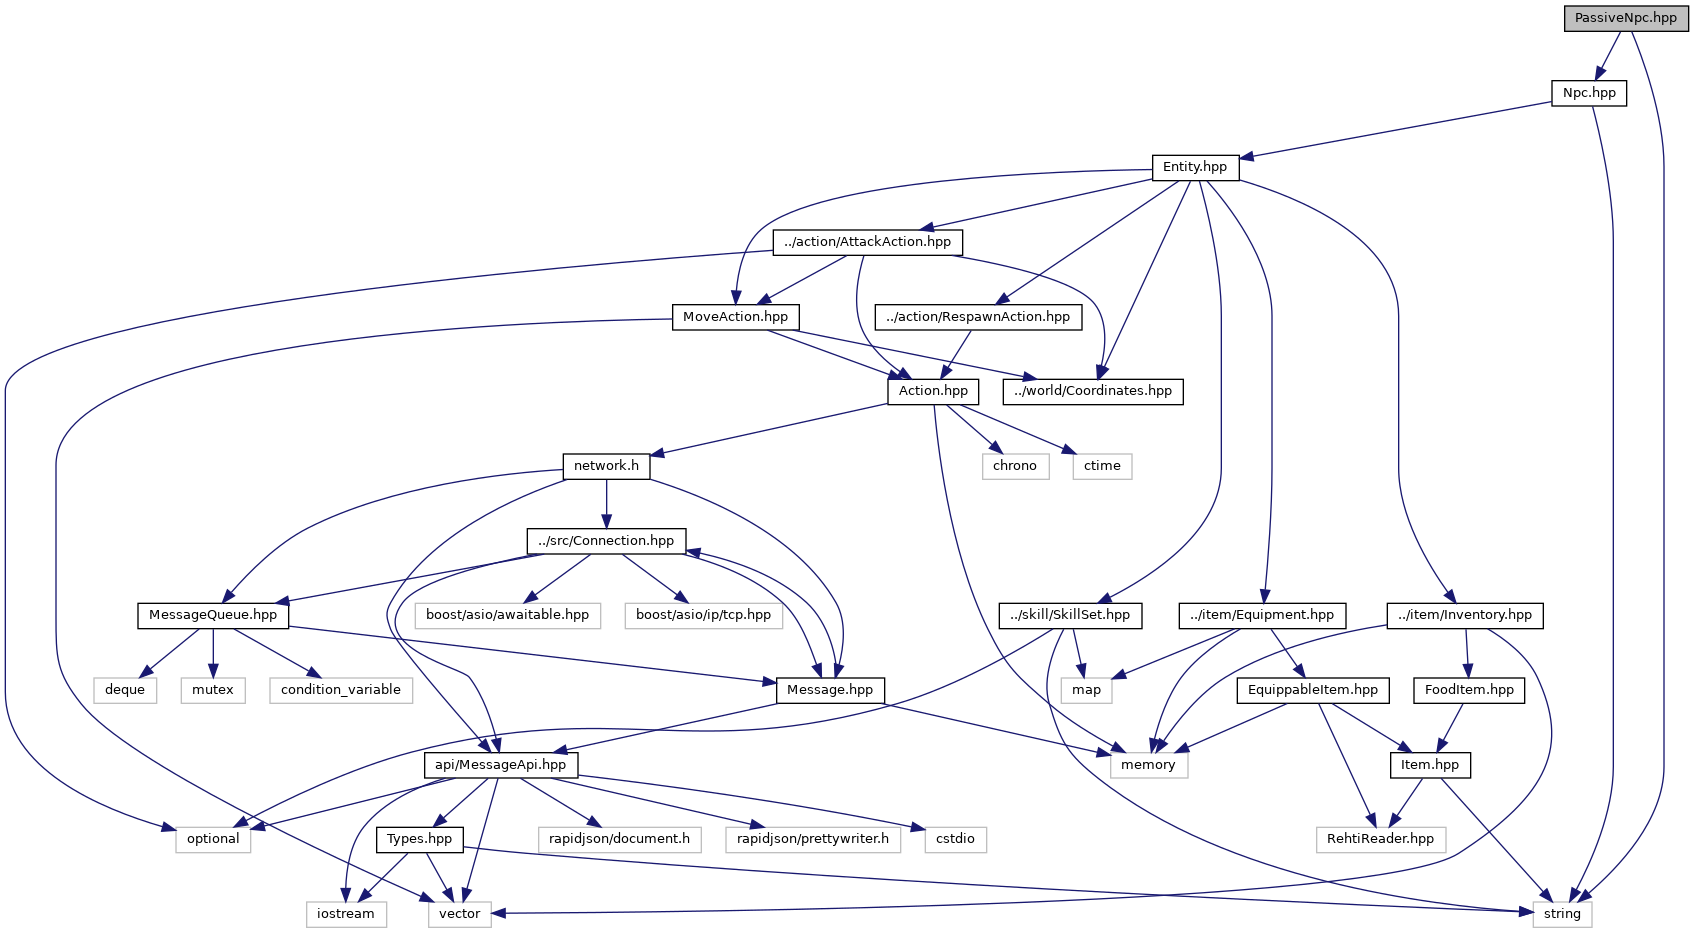 PassiveNpc.hpp
Npc.hpp
Entity.hpp
../action/AttackAction.hpp
MoveAction.hpp
../action/RespawnAction.hpp
Action.hpp
../world/Coordinates.hpp
network.h
chrono
ctime
../src/Connection.hpp
MessageQueue.hpp
boost/asio/awaitable.hpp
boost/asio/ip/tcp.hpp
../skill/SkillSet.hpp
../item/Equipment.hpp
../item/Inventory.hpp
deque
mutex
condition_variable
Message.hpp
map
EquippableItem.hpp
FoodItem.hpp
api/MessageApi.hpp
memory
Item.hpp
optional
Types.hpp
rapidjson/document.h
rapidjson/prettywriter.h
cstdio
RehtiReader.hpp
iostream
vector
string